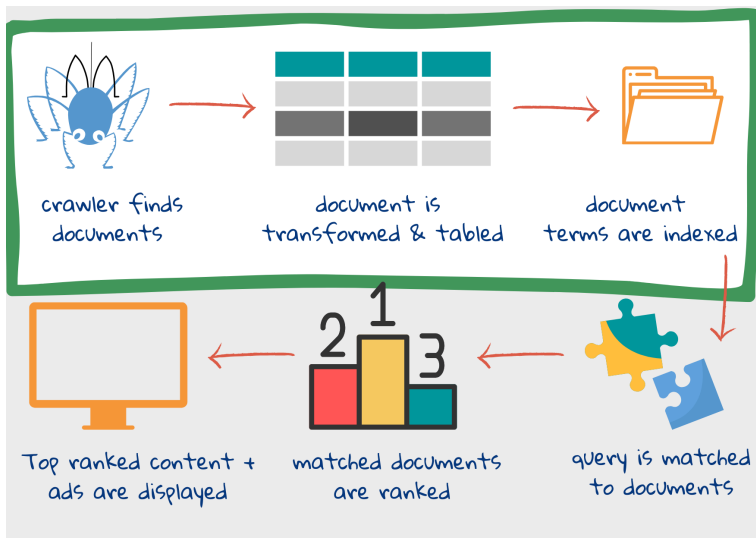 crawler finds
documents
document is
transformed & tabled
document
terms are indexed
2
1
3
Top ranked content +
ads are displayed
matched documents
are ranked
query is matched
to documents